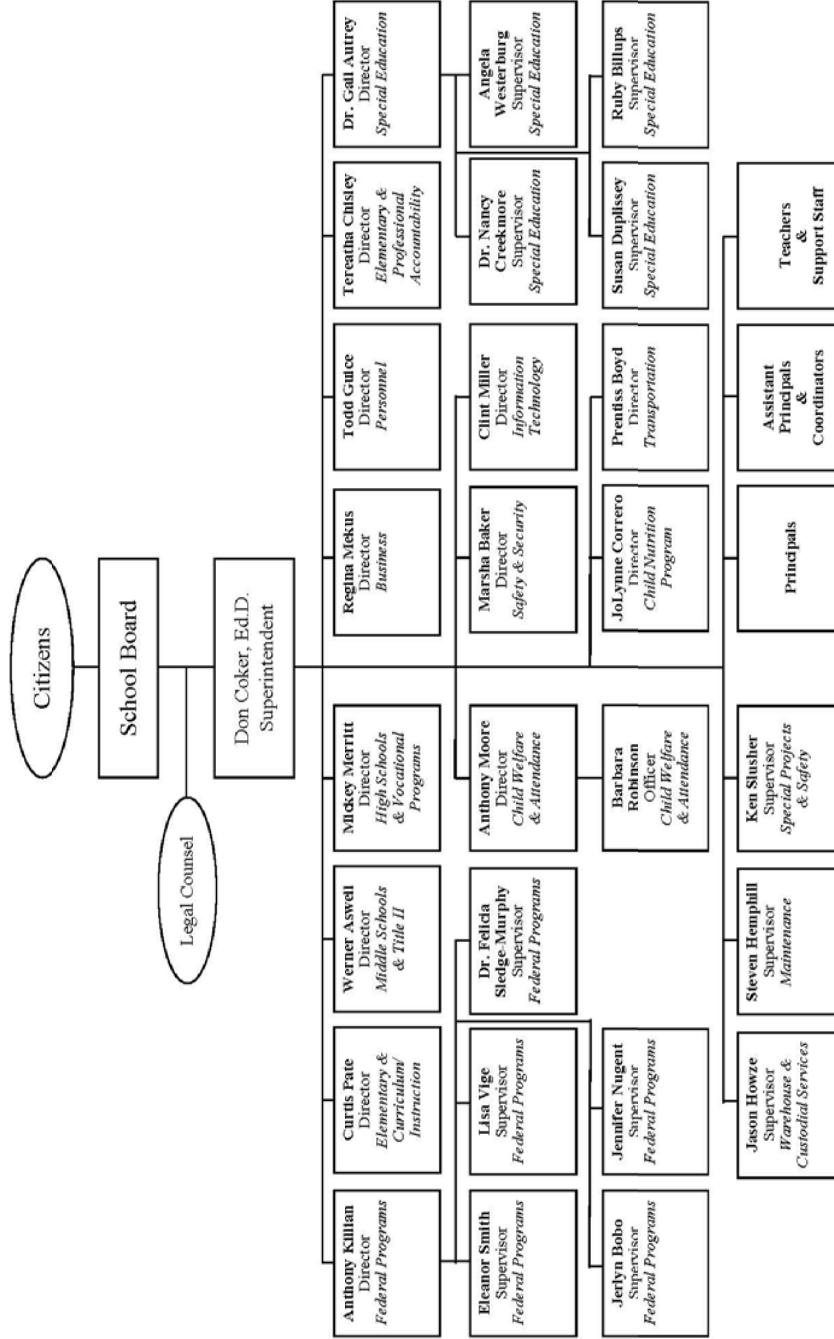 Citizens
School Board
Legal Counsel
Don Coker, Ed.D.
Superintendent
Anthony Killian
Director
Federal Programs
Curtis Pate
Director
Elementary &
Curriculum/
Instruction
Werner Aswell
Director
Middle Schools
& Title II
Mickey Merritt
Director
High Schools
& Vocational
Programs
Regina Mekus
Director
Business
Todd Guice
Director
Personnel
Tereatha Chisley
Director
Elementary &
Professional
Accountability
Dr. Gail Autrey
Director
Special Education
Eleanor Smith
Supervisor
Federal Programs
Lisa Vige
Supervisor
Federal Programs
Dr. Felicia
Sledge-Murphy
Supervisor
Federal Programs
Anthony Moore
Director
Child Welfare
& Attendance
Marsha Baker
Director
Safety & Security
Clint Miller
Director
Information
Technology
Dr. Nancy
Creekmore
Supervisor
Special Education
Angela
Westerburg
Supervisor
Special Education
Jerlyn Bobo
Supervisor
Federal Programs
Jennifer Nugent
Supervisor
Federal Programs
Barbara
Robinson
Officer
Child Welfare
& Attendance
JoLynne Correro
Director
Child Nutrition
Program
Prentiss Boyd
Director
Transportation
Susan Duplissey
Supervisor
Special Education
Ruby Billups
Supervisor
Special Education
Jason Howze
Supervisor
Warehouse &
Custodial Services
Steven Hemphill
Supervisor
Maintenance
Ken Slusher
Supervisor
Special Projects
& Safety
Principals
Assistant
Principals
&
Coordinators
Teachers
&
Support Staff